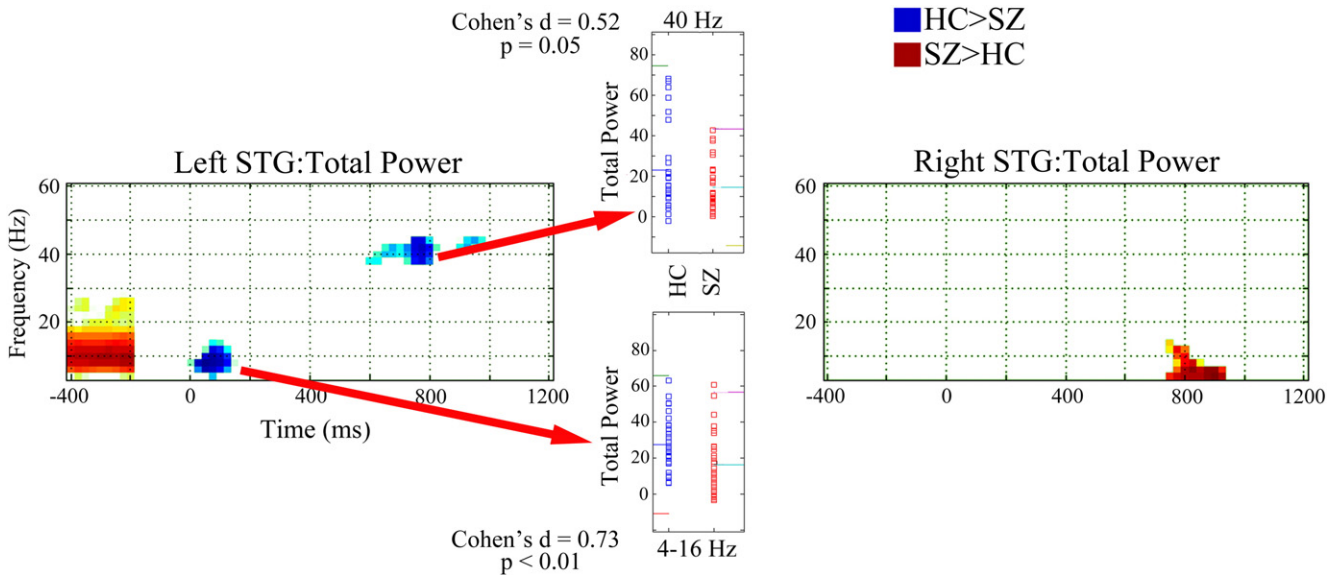 Cohen's d = 0.52
p = 0.05
40 Hz
HC>SZ
SZ>HC
80
60
40
20
0
Total Power
HC
SZ
Left STG:Total Power
60
40
20
Frequency (Hz)
-400
0
400
800
1200
Time (ms)
80
60
40
20
0
Total Power
4-16 Hz
Cohen's d = 0.73
p < 0.01
Right STG:Total Power
60
40
20
-400
0
400
800
1200